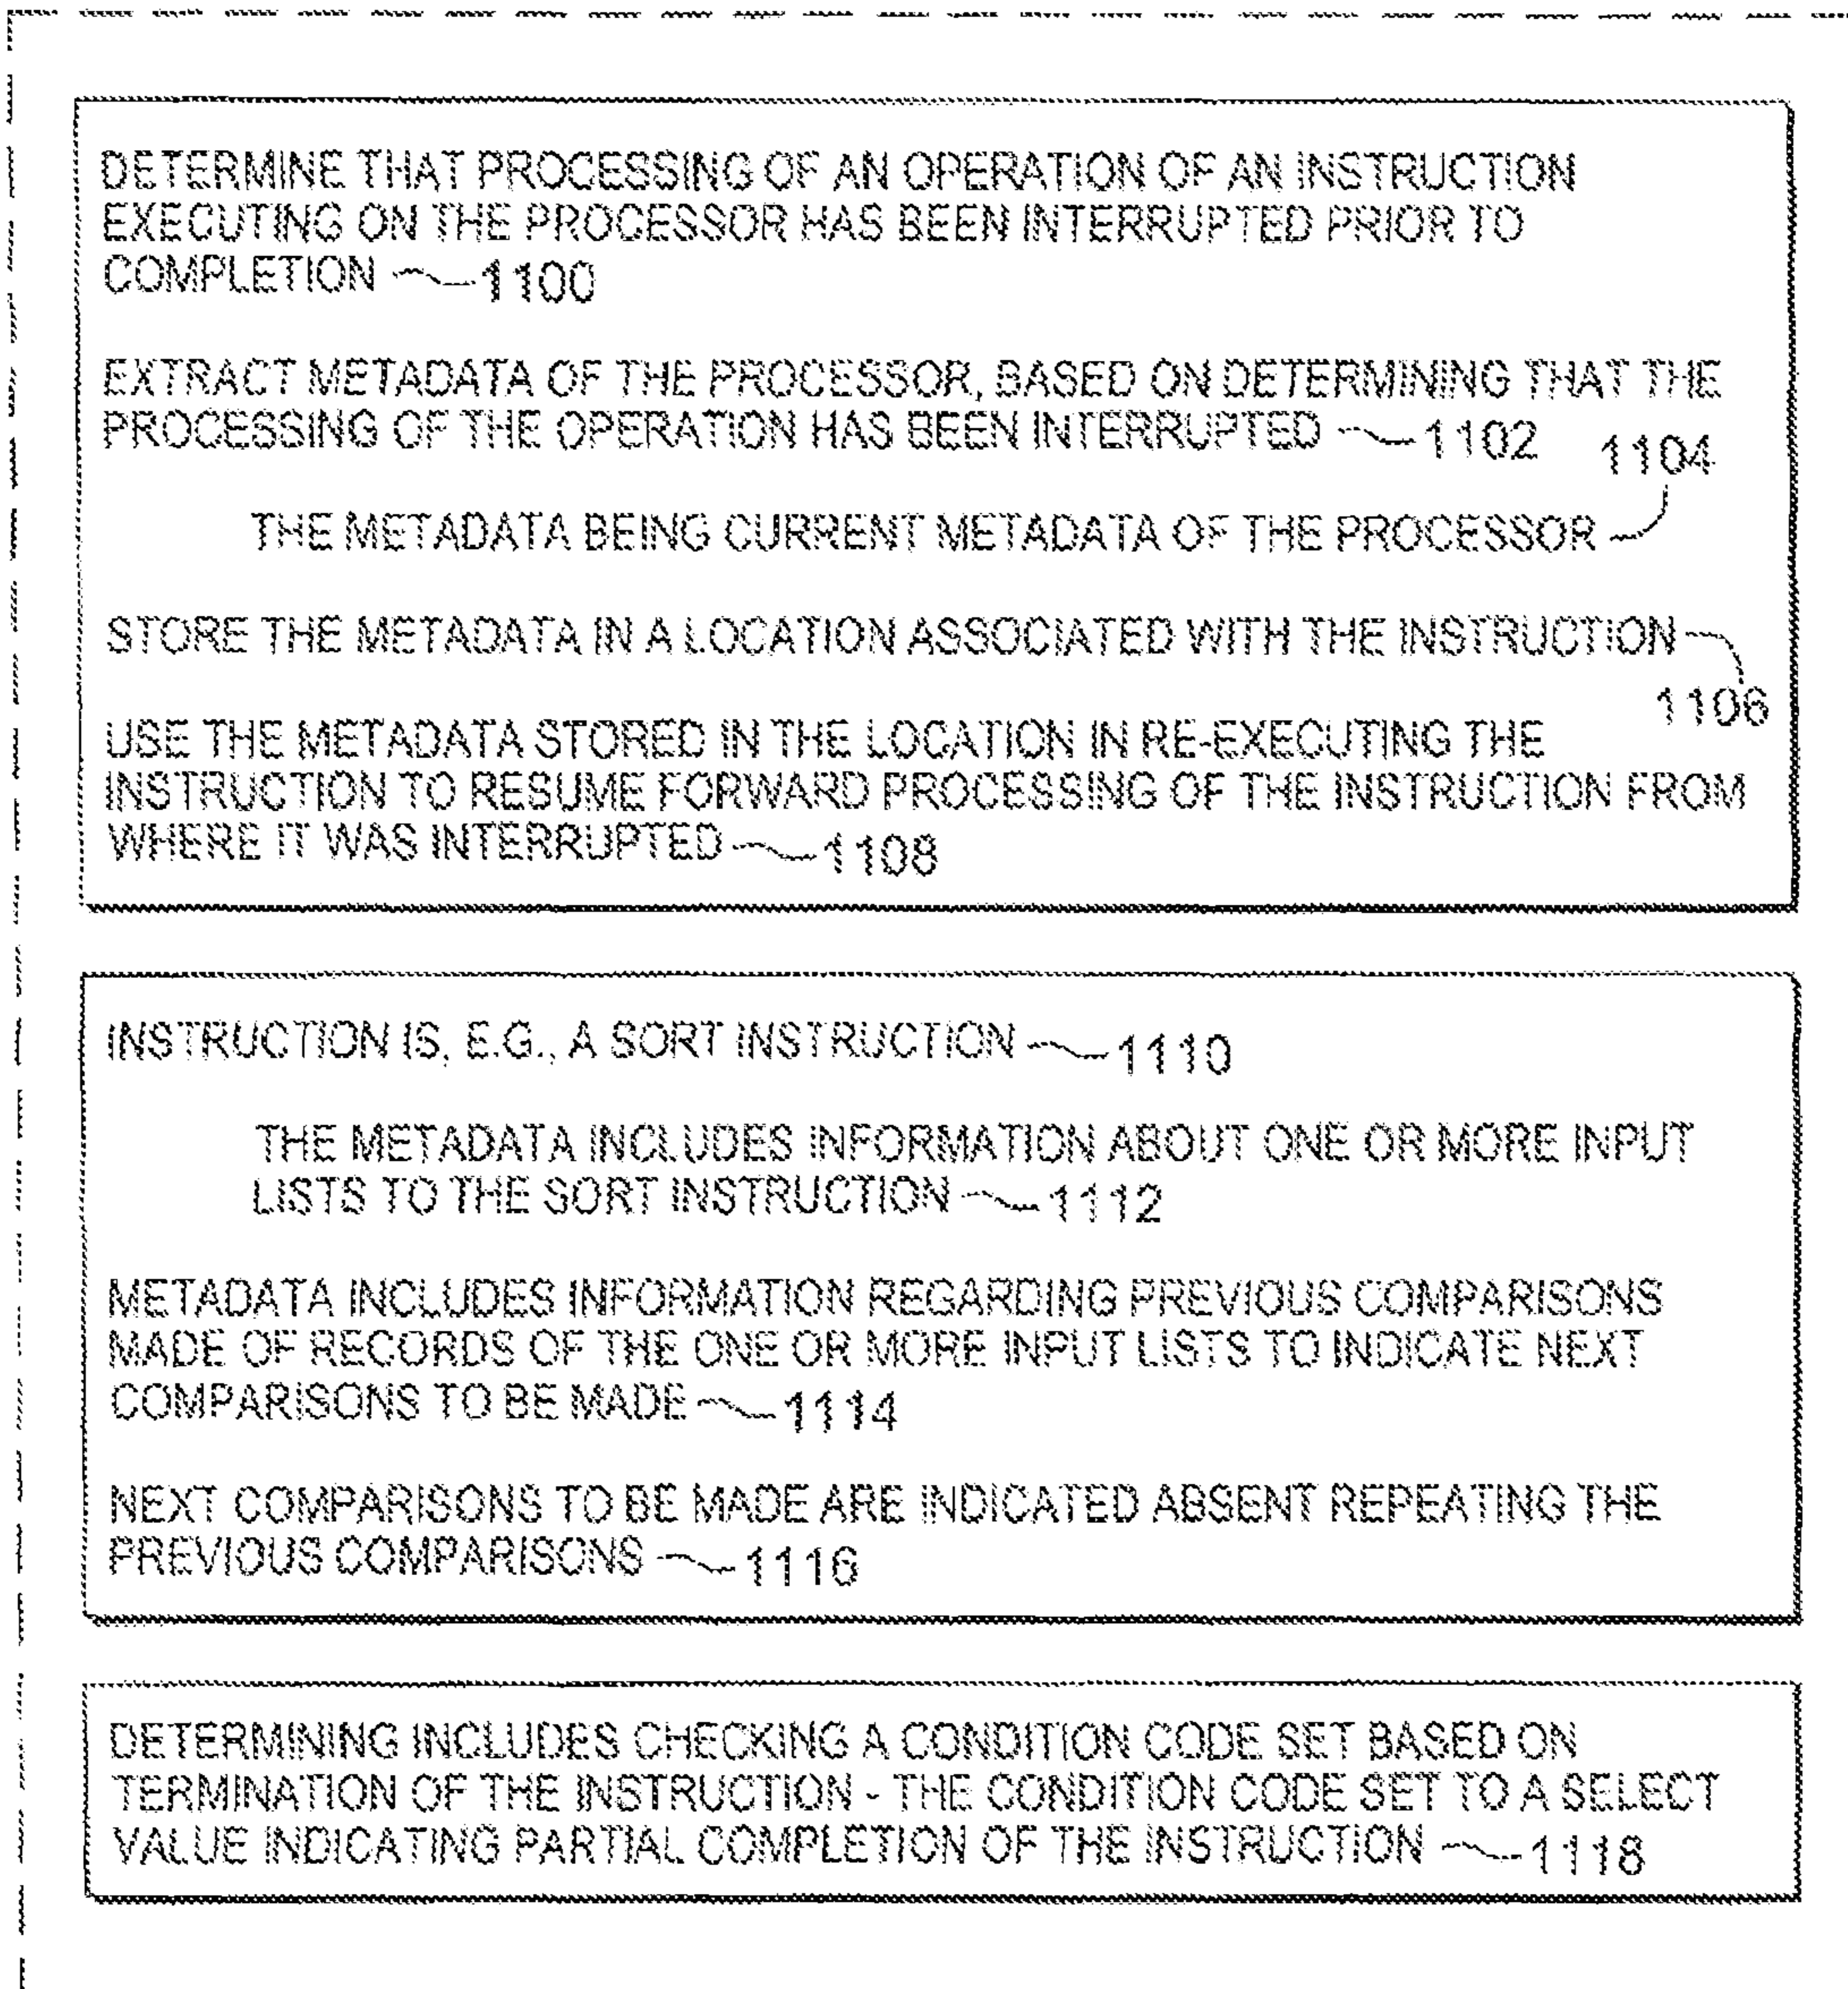 DETERMINE THAT PROCESSING OF AN OPERATION OF AN INSTRUCTION
EXECUTING ON THE PROCESSOR HAS BEEN INTERRUPTED PRIOR TO
COMPLETION 1100
EXTRACT METADATA OF THE PROCESSOR, BASED ON DETERMINING THAT THE
PROCESSING OF THE OPERATION HAS BEEN INTERRUPTED 1102
1104
THE METADATA BEING CURRENT METADATA OF THE PROCESSOR
STORE THE METADATA IN A LOCATION ASSOCIATED WITH THE INSTRUCTION
1106
USE THE METADATA STORED IN THE LOCATION IN RE-EXECUTING THE
INSTRUCTION TO RESUME FORWARD PROCESSING OF THE INSTRUCTION FROM
WHERE IT WAS INTERRUPTED 1108
INSTRUCTION IS, E.G., A SORT INSTRUCTION 1110
THE METADATA INCLUDES INFORMATION ABOUT ONE OR MORE INPUT
LISTS TO THE SORT INSTRUCTION 1112
METADATA INCLUDES INFORMATION REGARDING PREVIOUS COMPARISONS
MADE OF RECORDS OF THE ONE OR MORE INPUT LISTS TO INDICATE NEXT
COMPARISONS TO BE MADE 1114
NEXT COMPARISONS TO BE MADE ARE INDICATED ABSENT REPEATING THE
PREVIOUS COMPARISONS 1116
DETERMINING INCLUDES CHECKING A CONDITION CODE SET BASED ON
TERMINATION OF THE INSTRUCTION - THE CONDITION CODE SET TO A SELECT
VALUE INDICATING PARTIAL COMPLETION OF THE INSTRUCTION 1118